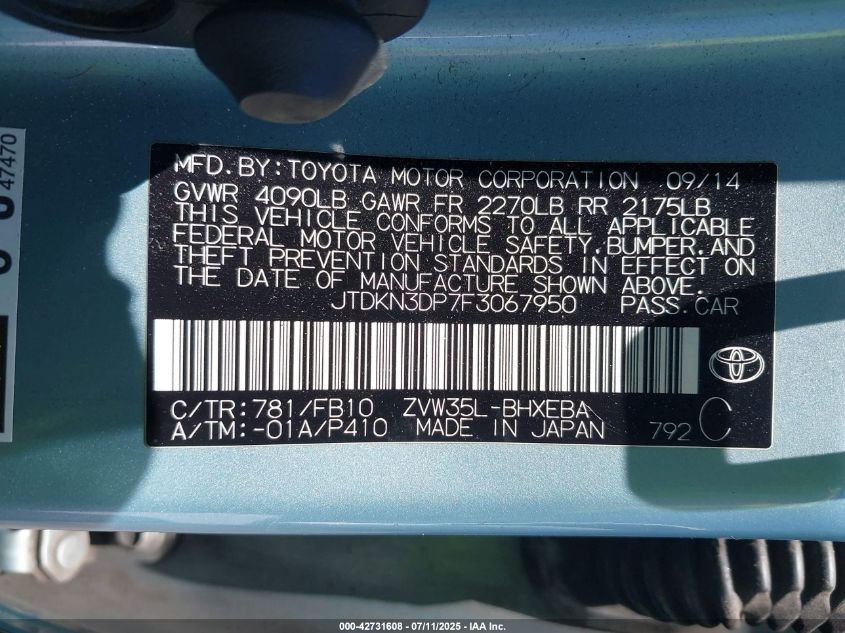 MFD.BY:TOYOTA MOTOR CORPORATION 09/14
GVWR 4090LB GAWR FR 2270LB RR 2175LB
THIS VEHICLE CONFORMS TO ALL APPLICABLE
FEDERAL MOTOR VEHICLE SAFETY,BUMPER,AND
THEFT PREVENTION STANDARDS IN EFFECT ON
THE DATE OF MANUFACTURE SHOWN ABOVE.
JTDKN3DP7F3067950 PASS.CAR
C/TR:781/FB10 ZVW35L-BHXEBA
A/TM:-01A/P410 MADE IN JAPAN 792 C
47470
000-42731608 - 07/11/2025 - IAA Inc.